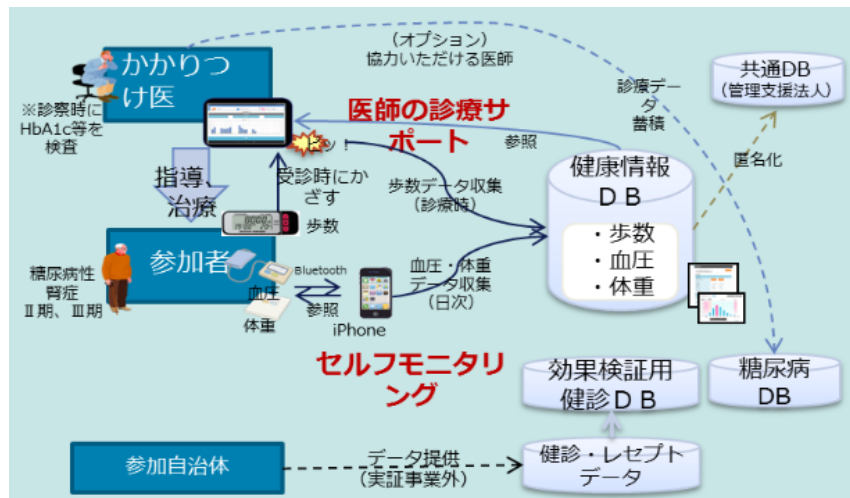 かかりつ
け医
※診察時に
HbA1c等を
検査
指導、
治療
ピッ!
受診時にか
ざす
歩数
(オプション)
協力いただける医師
医師の診療サ
ポート
参照
歩数データ収集
(診療時)
診療デー
タ
蓄積
共通DB
(管理支援法人)
匿名化
健康情報
DB
・歩数
・血圧
・体重
参加者
糖尿病性
腎症
Ⅱ期、Ⅲ期
血圧
体重
Bluetooth
参照
iPhone
血圧・体重
データ収集
(日次)
セルフモニタリ
ング
効果検証用
健診DB
糖尿病
DB
参加自治体
データ提供
(実証事業外)
健診・レセプト
データ